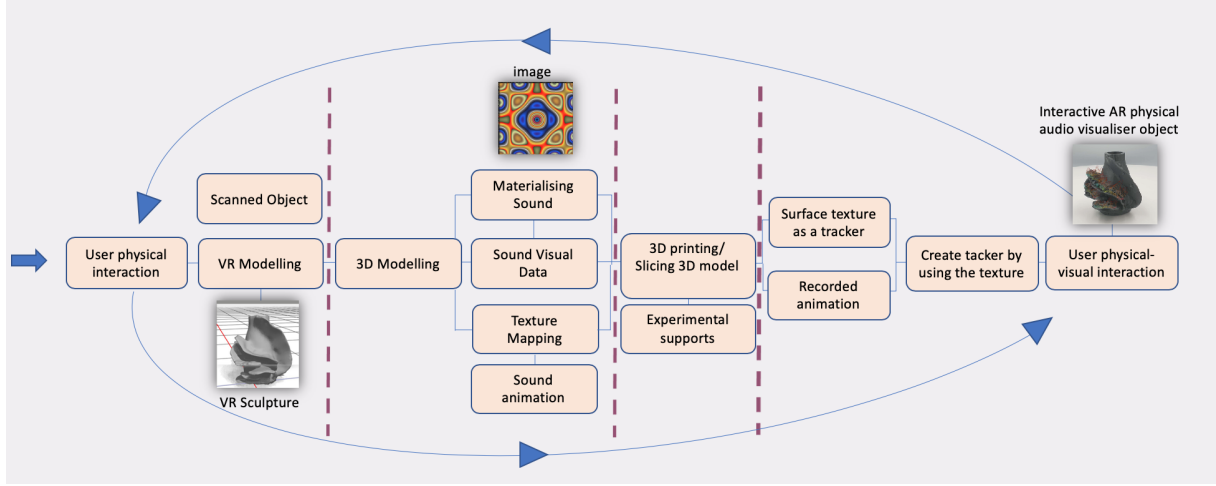 image
Interactive AR physical
audio visualiser object
Scanned Object
Materialising
Sound
Surface texture
as a tracker
User physical
interaction
VR Modelling
3D Modelling
Sound Visual
Data
3D printing/
Slicing 3D model
Create tacker by
using the texture
User physical-
visual interaction
Recorded
animation
Texture
Mapping
Experimental
supports
Sound
animation
VR Sculpture